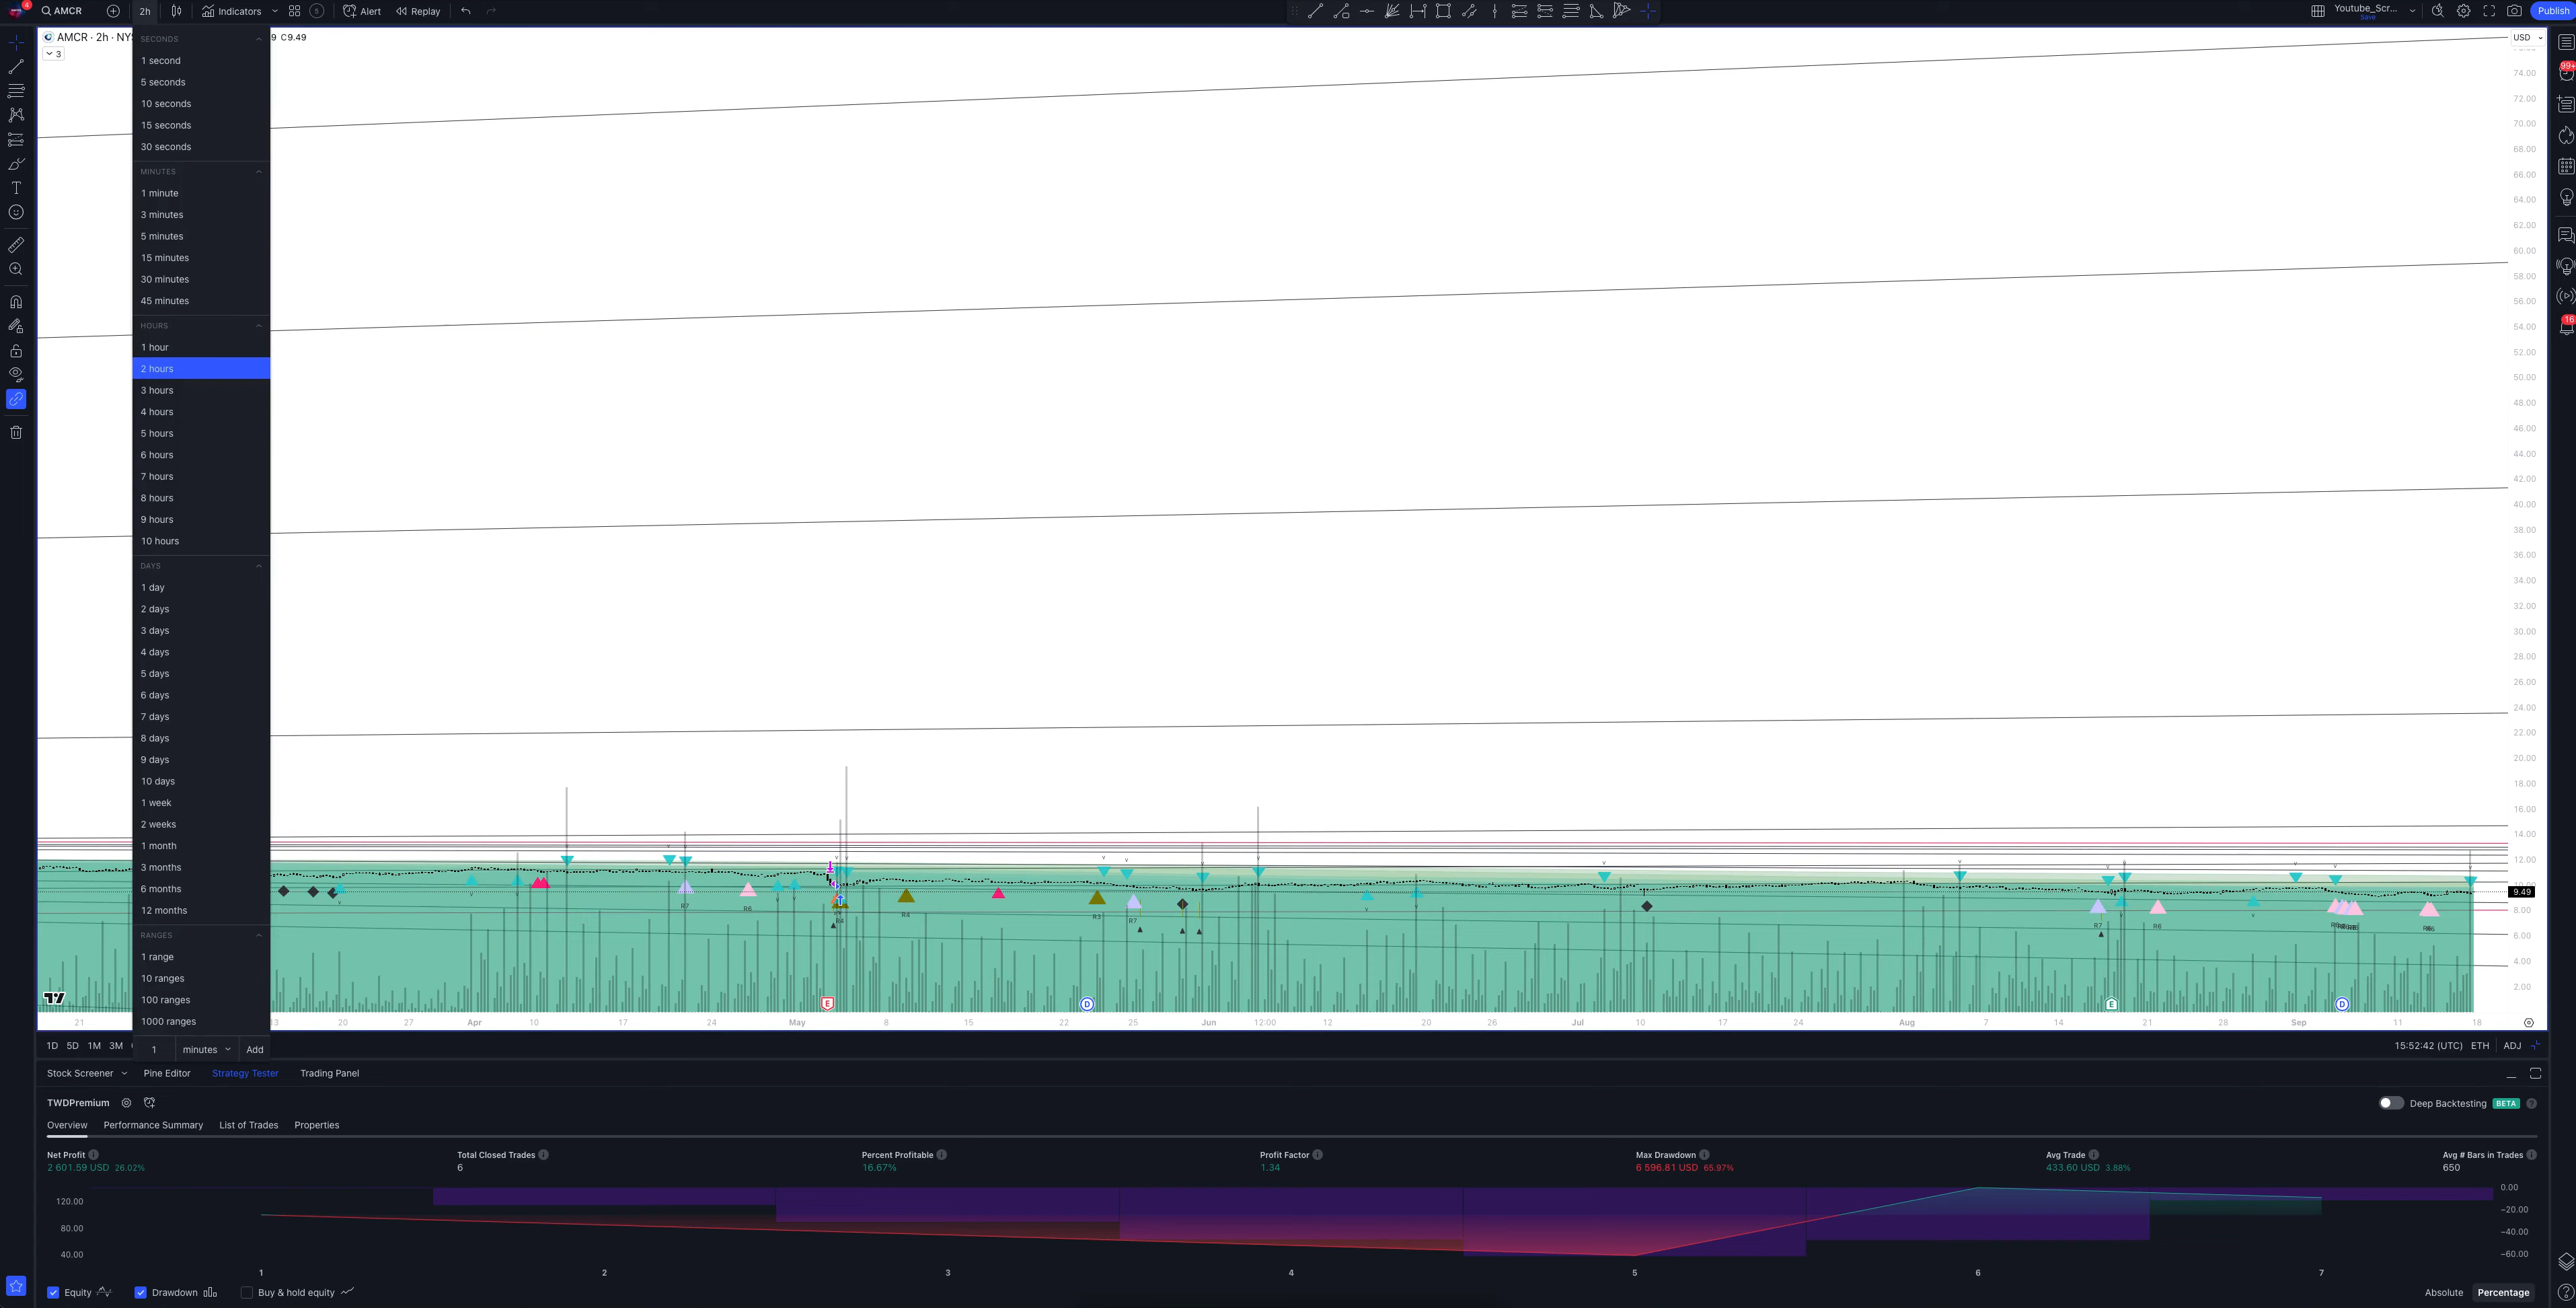 4
AMCR
2h
Indicators
5
Alert
Replay
Youtube_Scr...
Save
Publish
AMCR · 2h · NYS
9 C9.49
3
USD
99+
16
SECONDS
1 second
5 seconds
10 seconds
15 seconds
30 seconds
MINUTES
1 minute
3 minutes
5 minutes
15 minutes
30 minutes
45 minutes
HOURS
1 hour
2 hours
3 hours
4 hours
5 hours
6 hours
7 hours
8 hours
9 hours
10 hours
DAYS
1 day
2 days
3 days
4 days
5 days
6 days
7 days
8 days
9 days
10 days
1 week
2 weeks
1 month
3 months
6 months
12 months
RANGES
1 range
10 ranges
100 ranges
1000 ranges
1 minutes Add
74.00
72.00
70.00
68.00
66.00
64.00
62.00
60.00
58.00
56.00
54.00
52.00
50.00
48.00
46.00
44.00
42.00
40.00
38.00
36.00
34.00
32.00
30.00
28.00
26.00
24.00
22.00
20.00
18.00
16.00
14.00
12.00
9.49
8.00
6.00
4.00
2.00
R7 R6 R4 R4 R3 R7 R7 R6
E D E D
21 13 20 27 Apr 10 17 24 May 8 15 22 25 Jun 12:00 12 20 26 Jul 10 17 24 Aug 7 14 21 28 Sep 11 18
1D 5D 1M 3M
15:52:42 (UTC) ETH ADJ
Stock Screener Pine Editor Strategy Tester Trading Panel
TWDPremium
Deep Backtesting BETA
Overview Performance Summary List of Trades Properties
Net Profit Total Closed Trades Percent Profitable Profit Factor Max Drawdown Avg Trade Avg # Bars in Trades
2 601.59 USD 26.02% 6 16.67% 1.34 6 596.81 USD 65.97% 433.60 USD 3.88% 650
120.00
80.00
40.00
0.00
−20.00
−40.00
−60.00
1 2 3 4 5 6 7
Equity Drawdown Buy & hold equity
Absolute Percentage